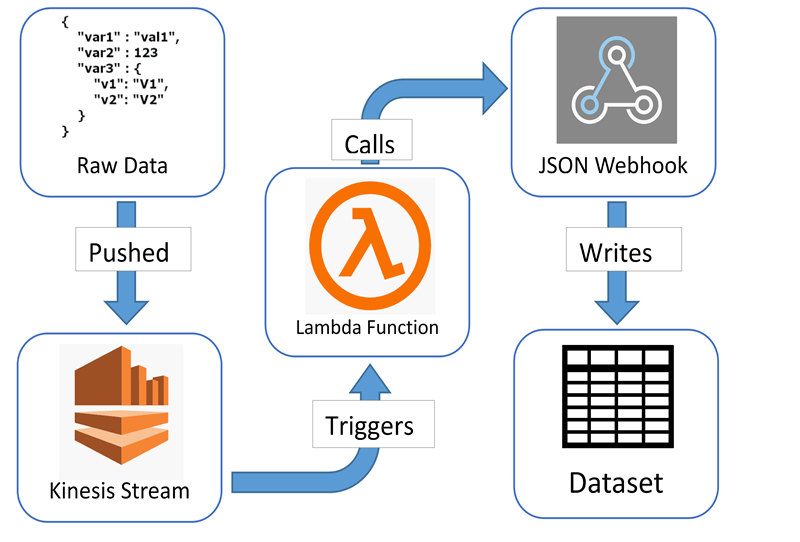 {
"var1" : "val1",
"var2" : 123
"var3" : {
"v1": "V1",
"v2": "V2"
}
}
Raw Data
Pushed
Kinesis Stream
Triggers
Lambda Function
Calls
JSON Webhook
Writes
Dataset